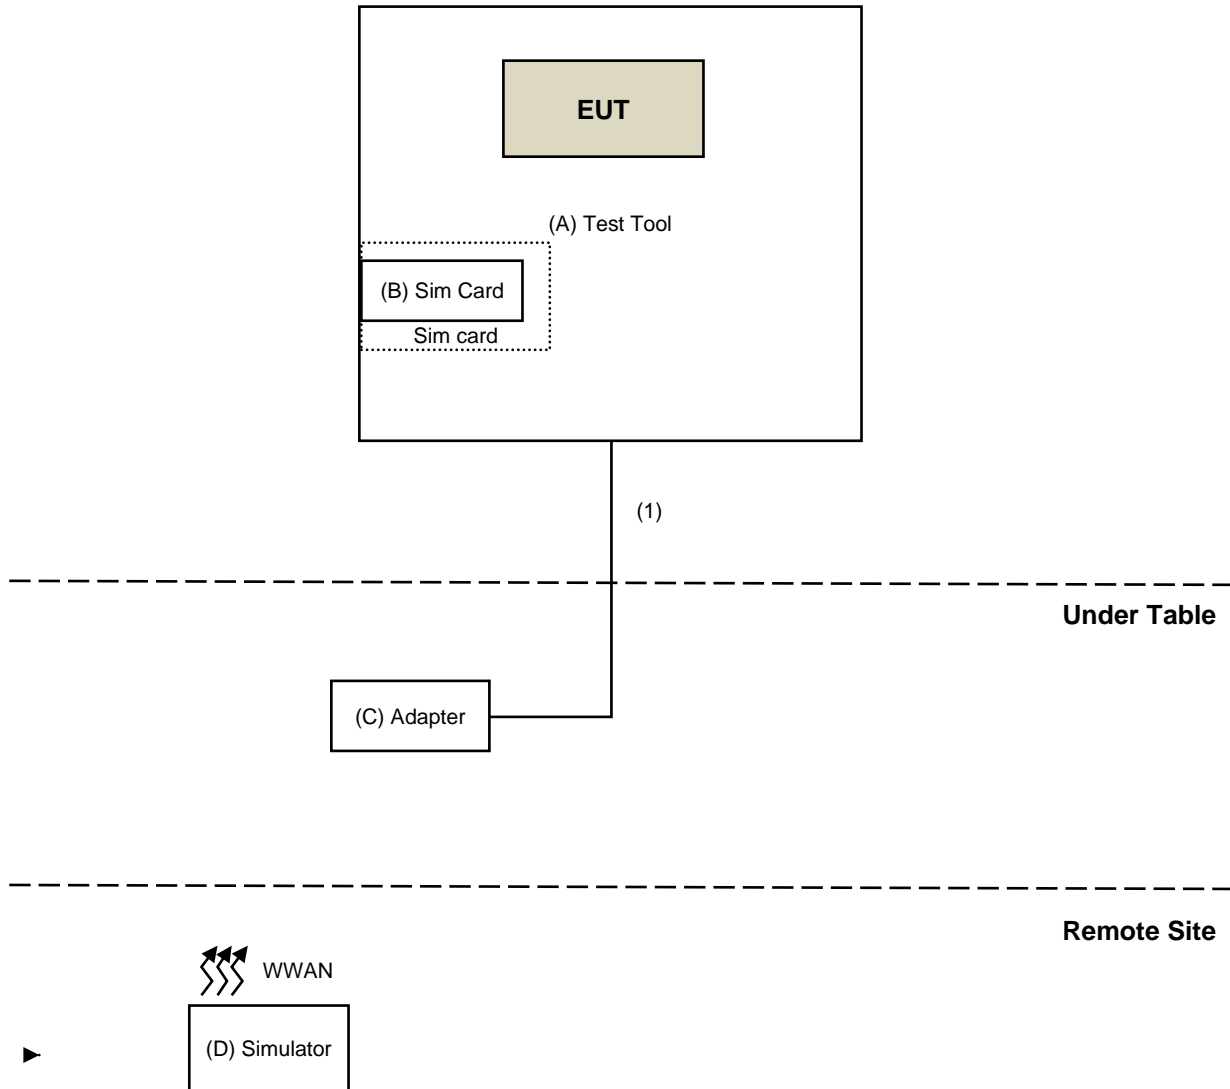 EUT
(A) Test Tool
(B) Sim Card
Sim card
(1)
Under Table
(C) Adapter
Remote Site
WWAN
(D) Simulator